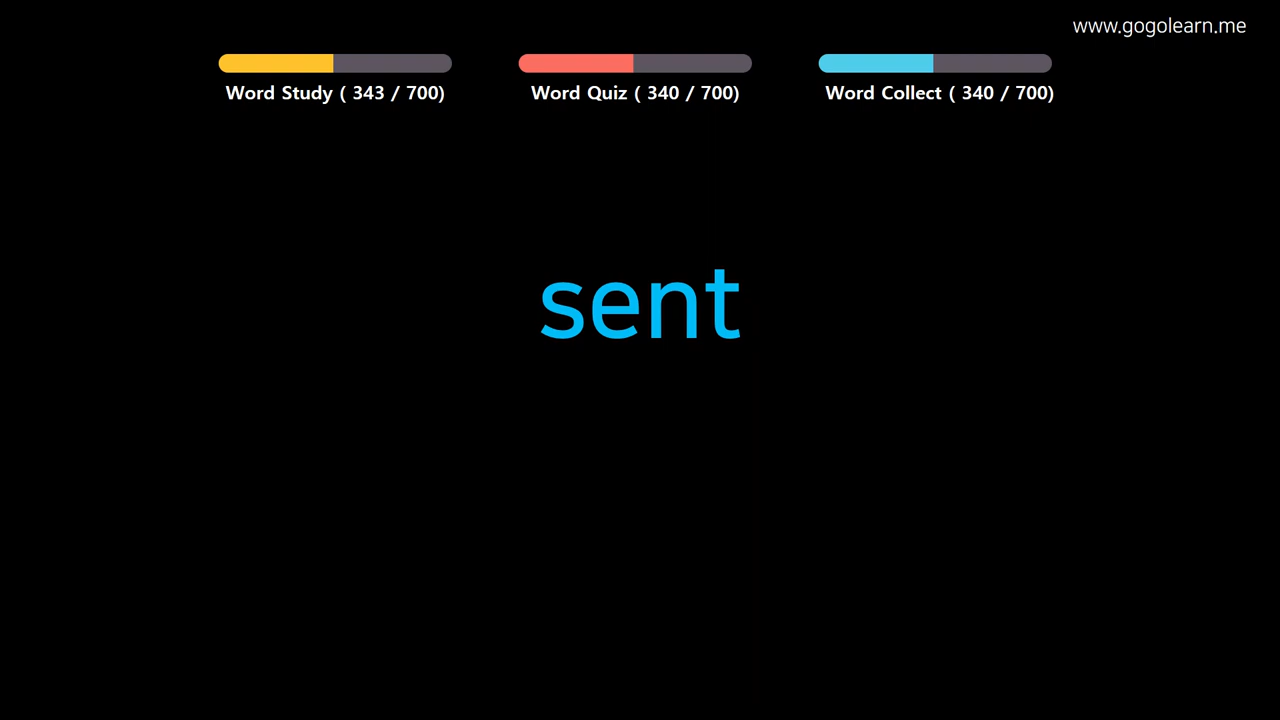 www.gogolearn.me
Word Study ( 343 / 700)
Word Quiz ( 340 / 700)
Word Collect ( 340 / 700)
sent